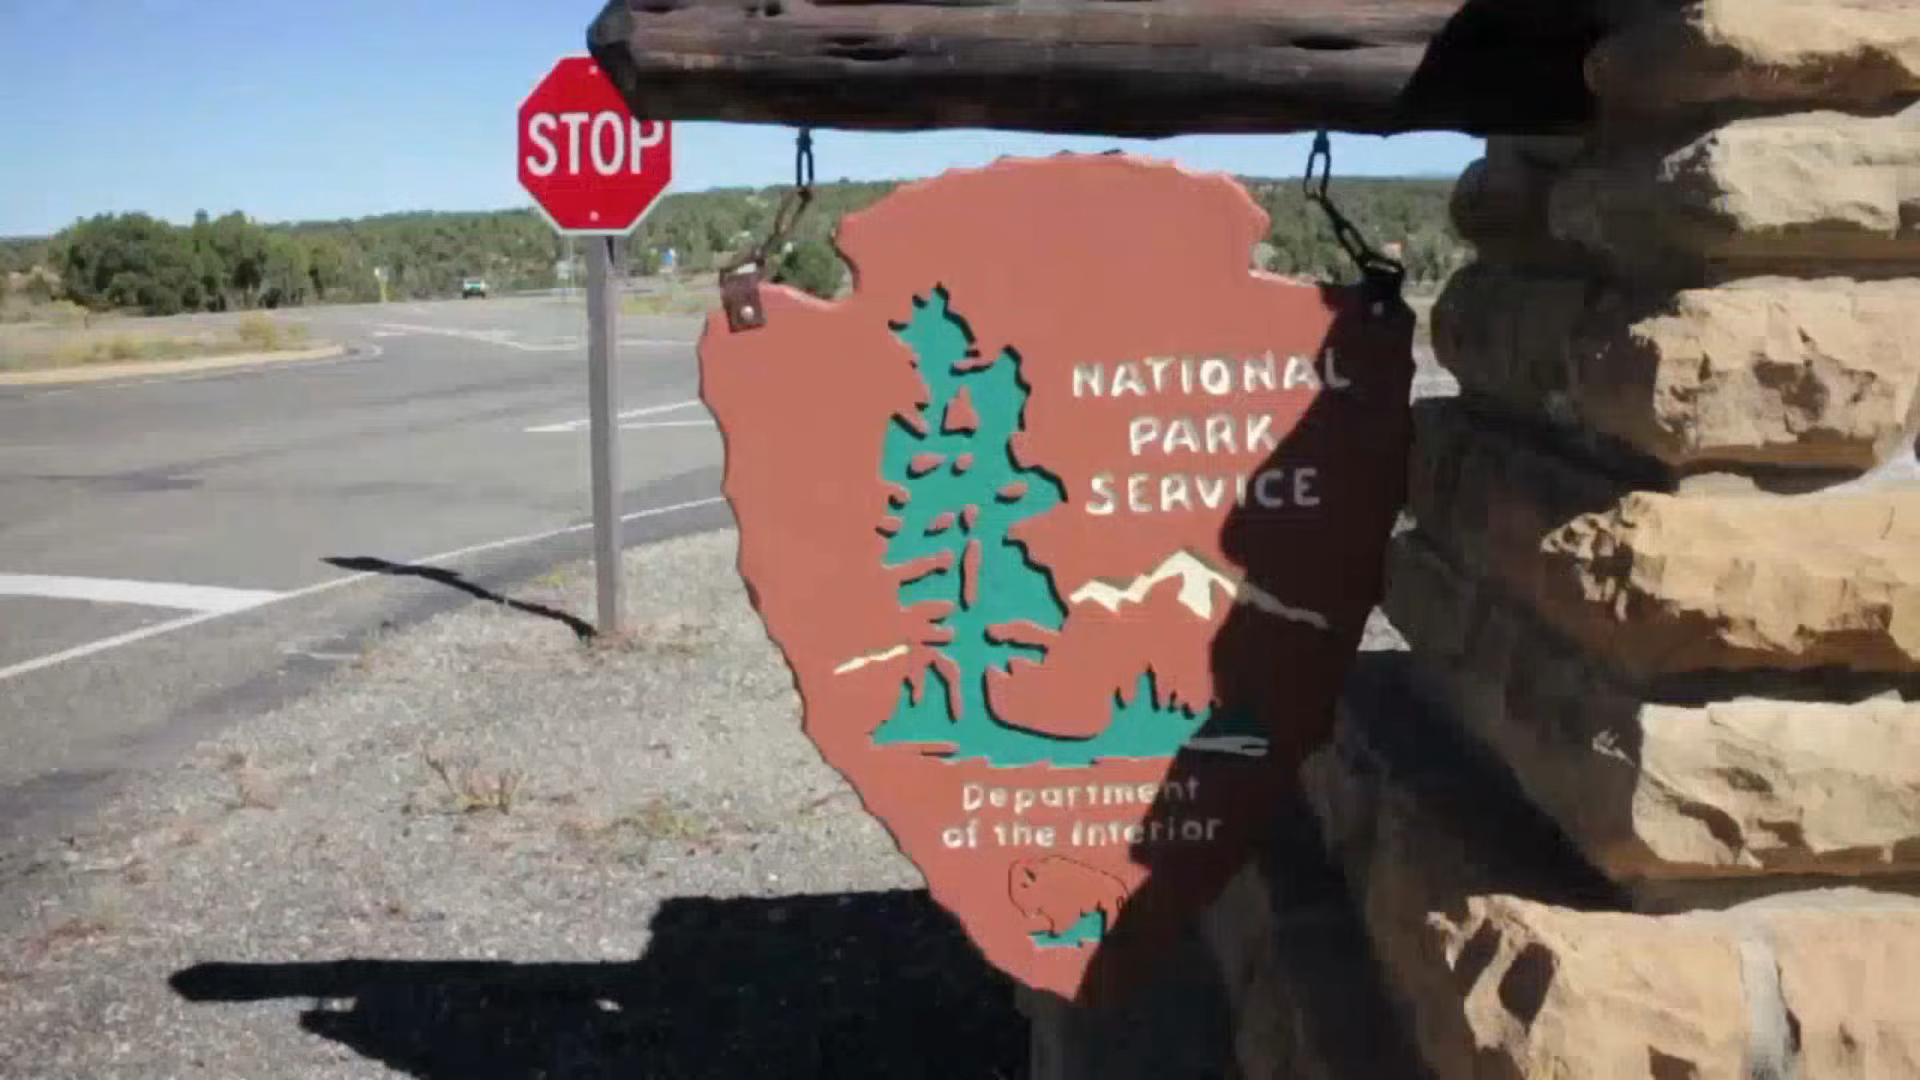 STOP
NATIONAL
PARK
SERVICE
Department
of the Interior